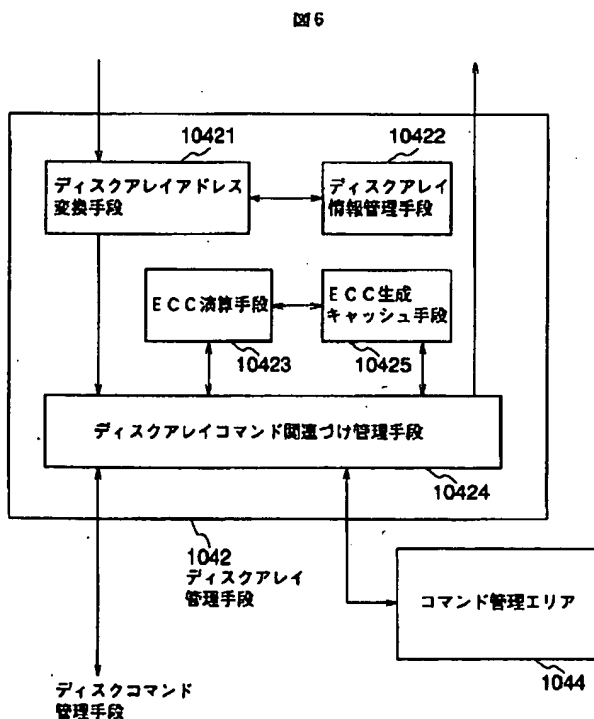 図6
10421
10422
ディスクアレイアドレス
変換手段
ディスクアレイ
情報管理手段
ECC演算手段
ECC生成
キャッシュ手段
10423
10425
ディスクアレイコマンド関連づけ管理手段
10424
1042
ディスクアレイ
管理手段
コマンド管理エリア
1044
ディスクコマンド
管理手段